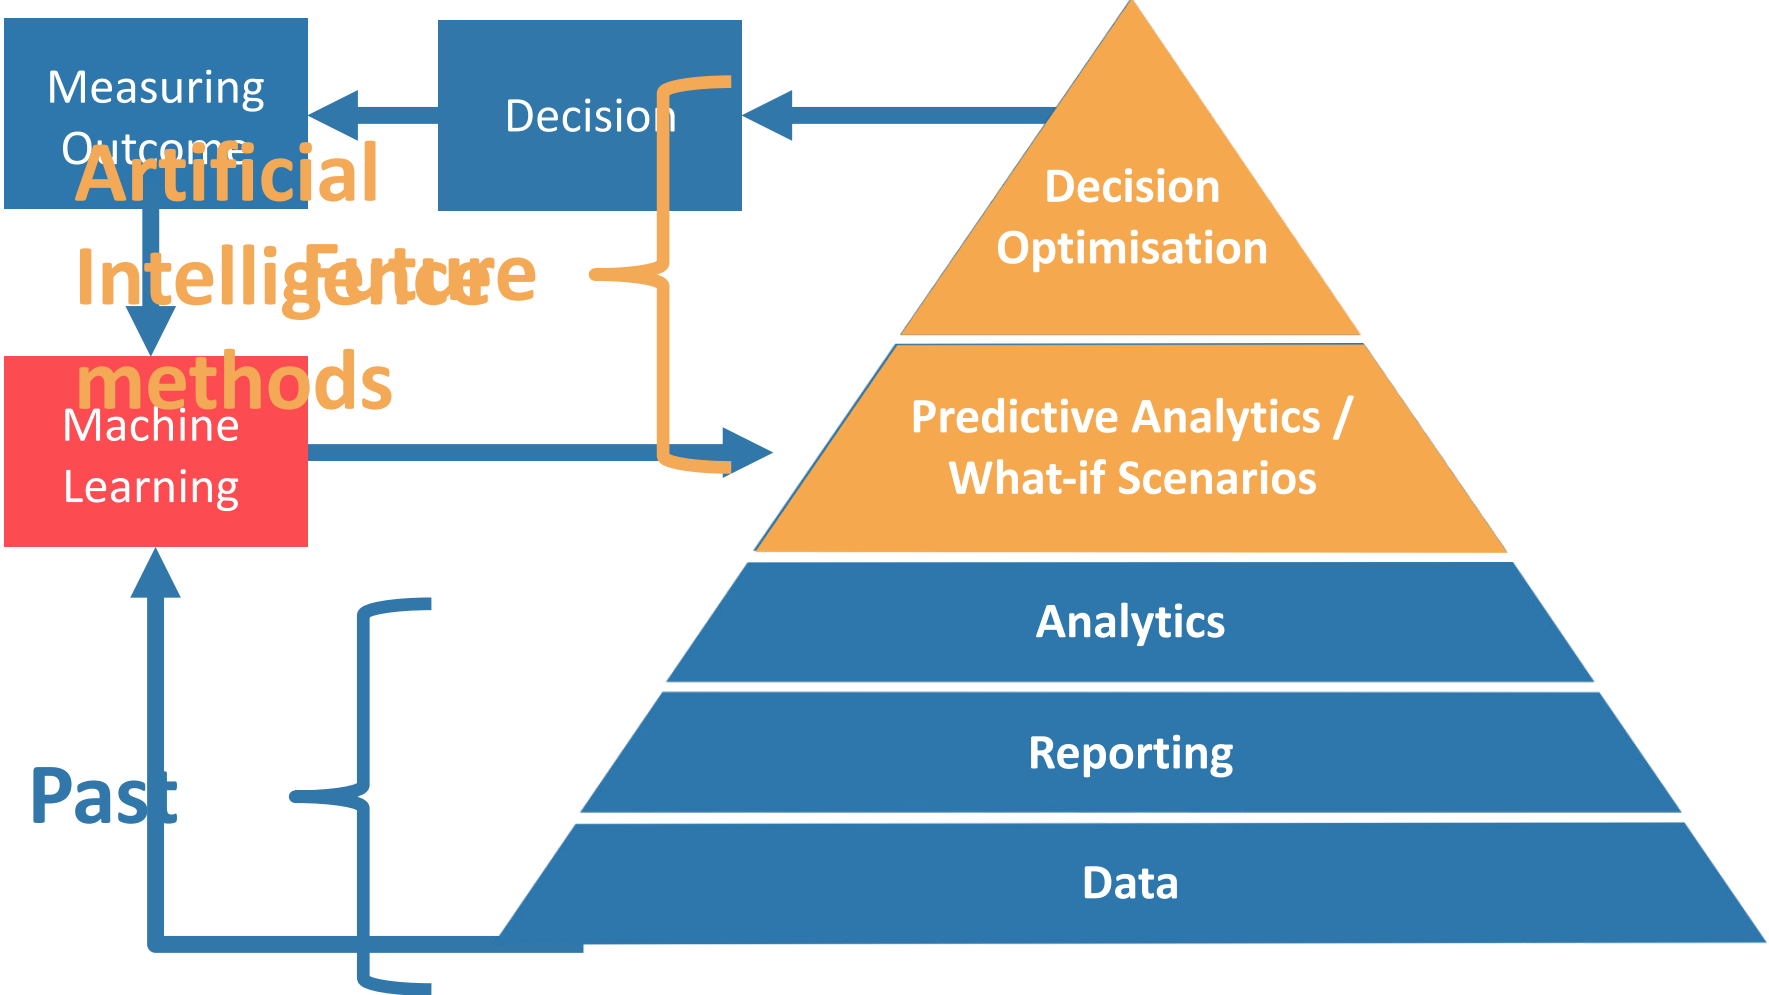 Measuring
Outcome
Decision
Artificial
Intelligence
methods
Future
Machine
Learning
Past
Decision
Optimisation
Predictive Analytics /
What-if Scenarios
Analytics
Reporting
Data